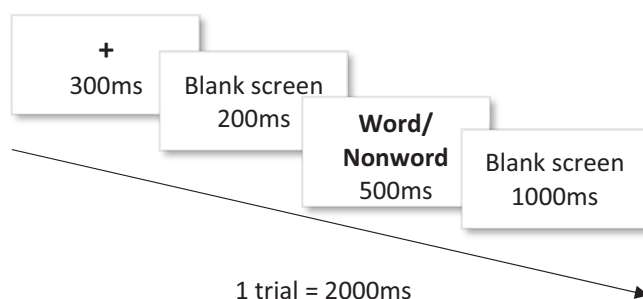 +
300ms
Blank screen
200ms
Word/
Nonword
500ms
Blank screen
1000ms
1 trial = 2000ms